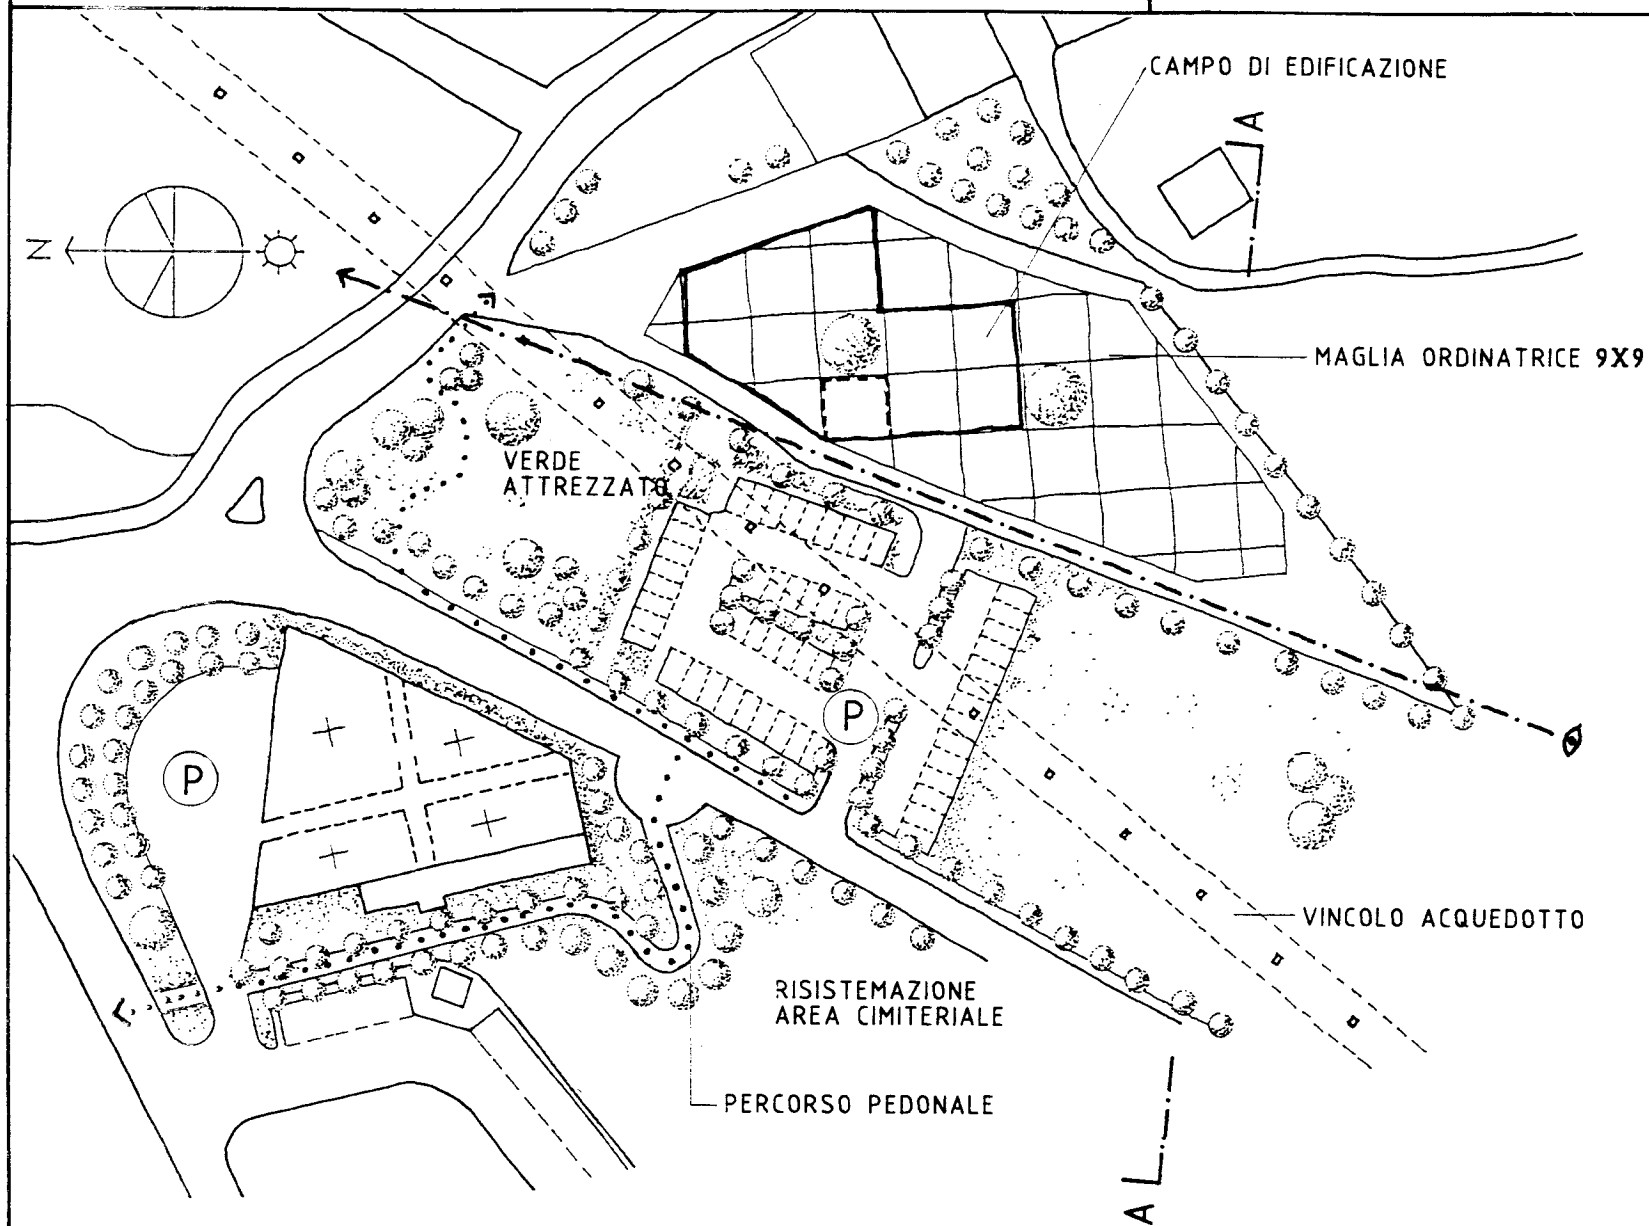 CAMPO DI EDIFICAZIONE
A
N
MAGLIA ORDINATRICE 9X9
VERDE
ATTREZZATO
P
P
VINCOLO ACQUEDOTTO
RISISTEMAZIONE
AREA CIMITERIALE
PERCORSO PEDONALE
A